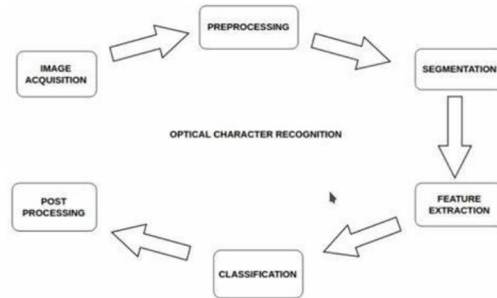 PREPROCESSING
IMAGE
ACQUISITION
SEGMENTATION
OPTICAL CHARACTER RECOGNITION
FEATURE
EXTRACTION
CLASSIFICATION
POST
PROCESSING